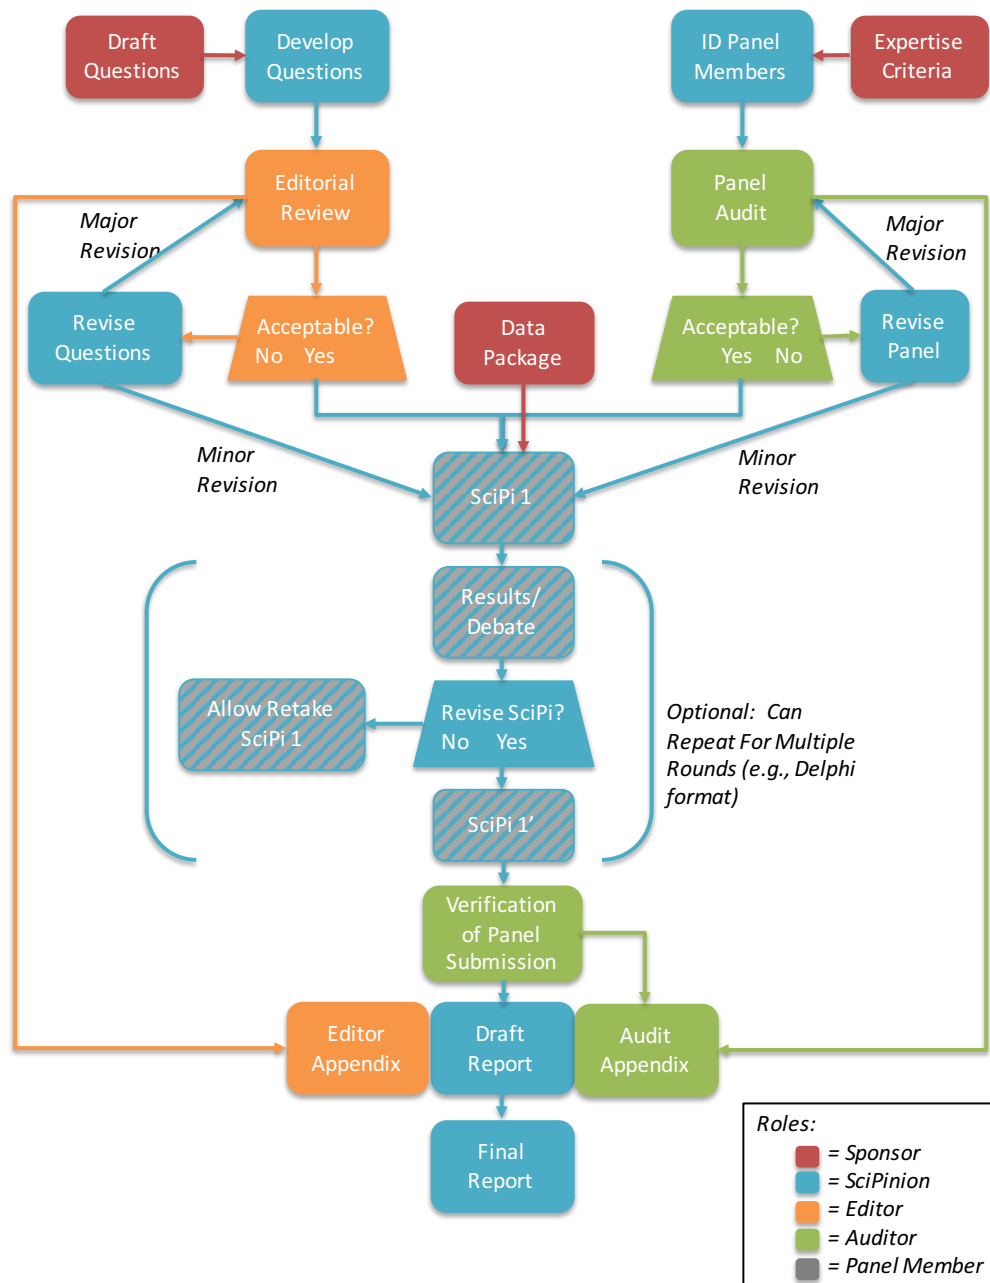 Draft
Questions
Develop
Questions
ID Panel
Members
Expertise
Criteria
Editorial
Review
Panel
Audit
Major
Revision
Major
Revision
Revise
Questions
Acceptable?
No Yes
Data
Package
Acceptable?
Yes No
Revise
Panel
Minor
Revision
Minor
Revision
SciPi 1
Results/
Debate
Allow Retake
SciPi 1
Revise SciPi?
No Yes
Optional: Can
Repeat For Multiple
Rounds (e.g., Delphi
format)
SciPi 1’
Verification
of Panel
Submission
Editor
Appendix
Draft
Report
Audit
Appendix
Final
Report
Roles:
= Sponsor
= SciPinion
= Editor
= Auditor
= Panel Member